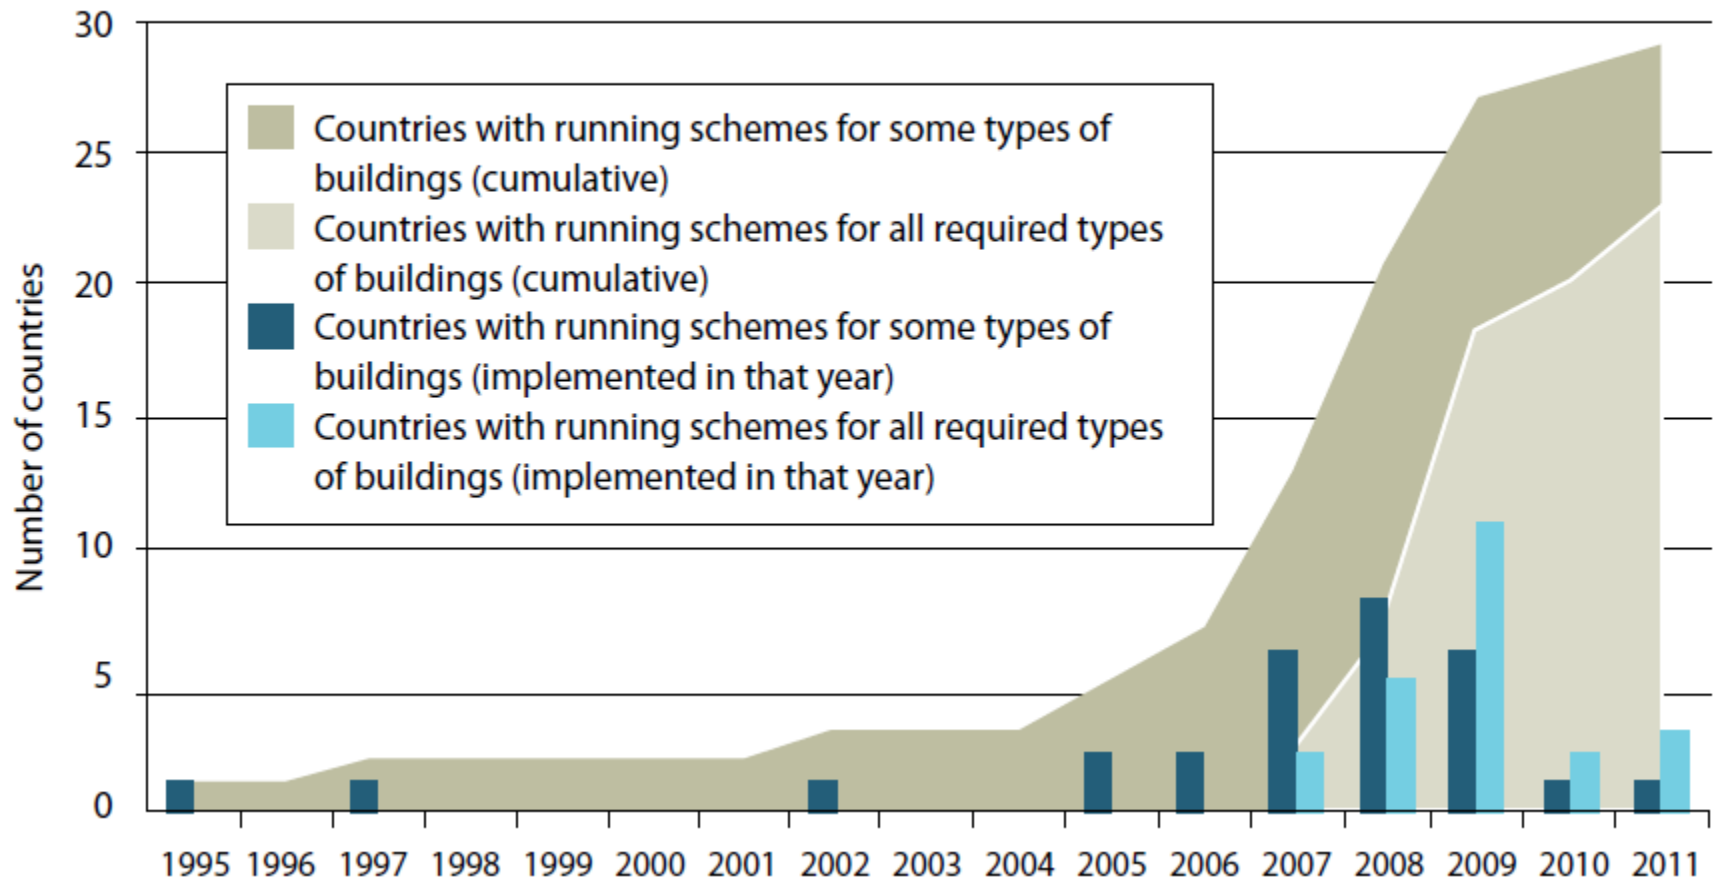 30
25
20
15
10
5
0
Number of countries
Countries with running schemes for some types of
buildings (cumulative)
Countries with running schemes for all required types
of buildings (cumulative)
Countries with running schemes for some types of
buildings (implemented in that year)
Countries with running schemes for all required types
of buildings (implemented in that year)
1995 1996 1997 1998 1999 2000 2001 2002 2003 2004 2005 2006 2007 2008 2009 2010 2011